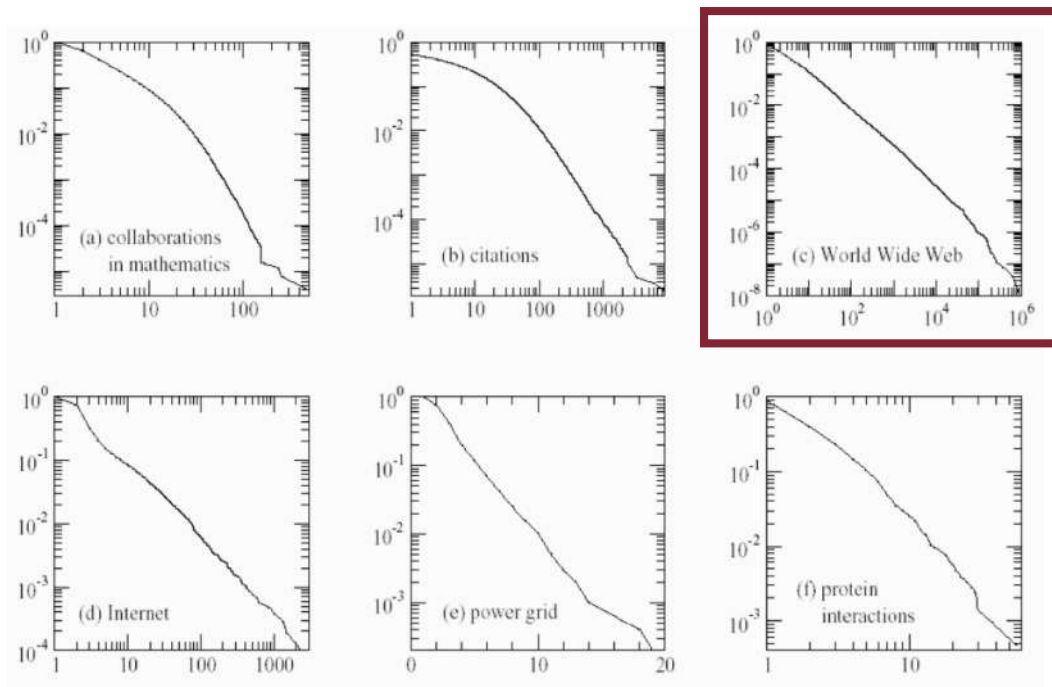 10^0
10^-2
10^-4
(a) collaborations
in mathematics
1 10 100
10^0
10^-2
10^-4
(b) citations
1 10 100 1000
10^0
10^-2
10^-4
10^-6
10^-8
(c) World Wide Web
10^0 10^2 10^4 10^6
10^0
10^-1
10^-2
10^-3
10^-4
(d) Internet
1 10 100 1000
10^0
10^-1
10^-2
10^-3
(e) power grid
0 10 20
10^0
10^-1
10^-2
10^-3
(f) protein
interactions
1 10